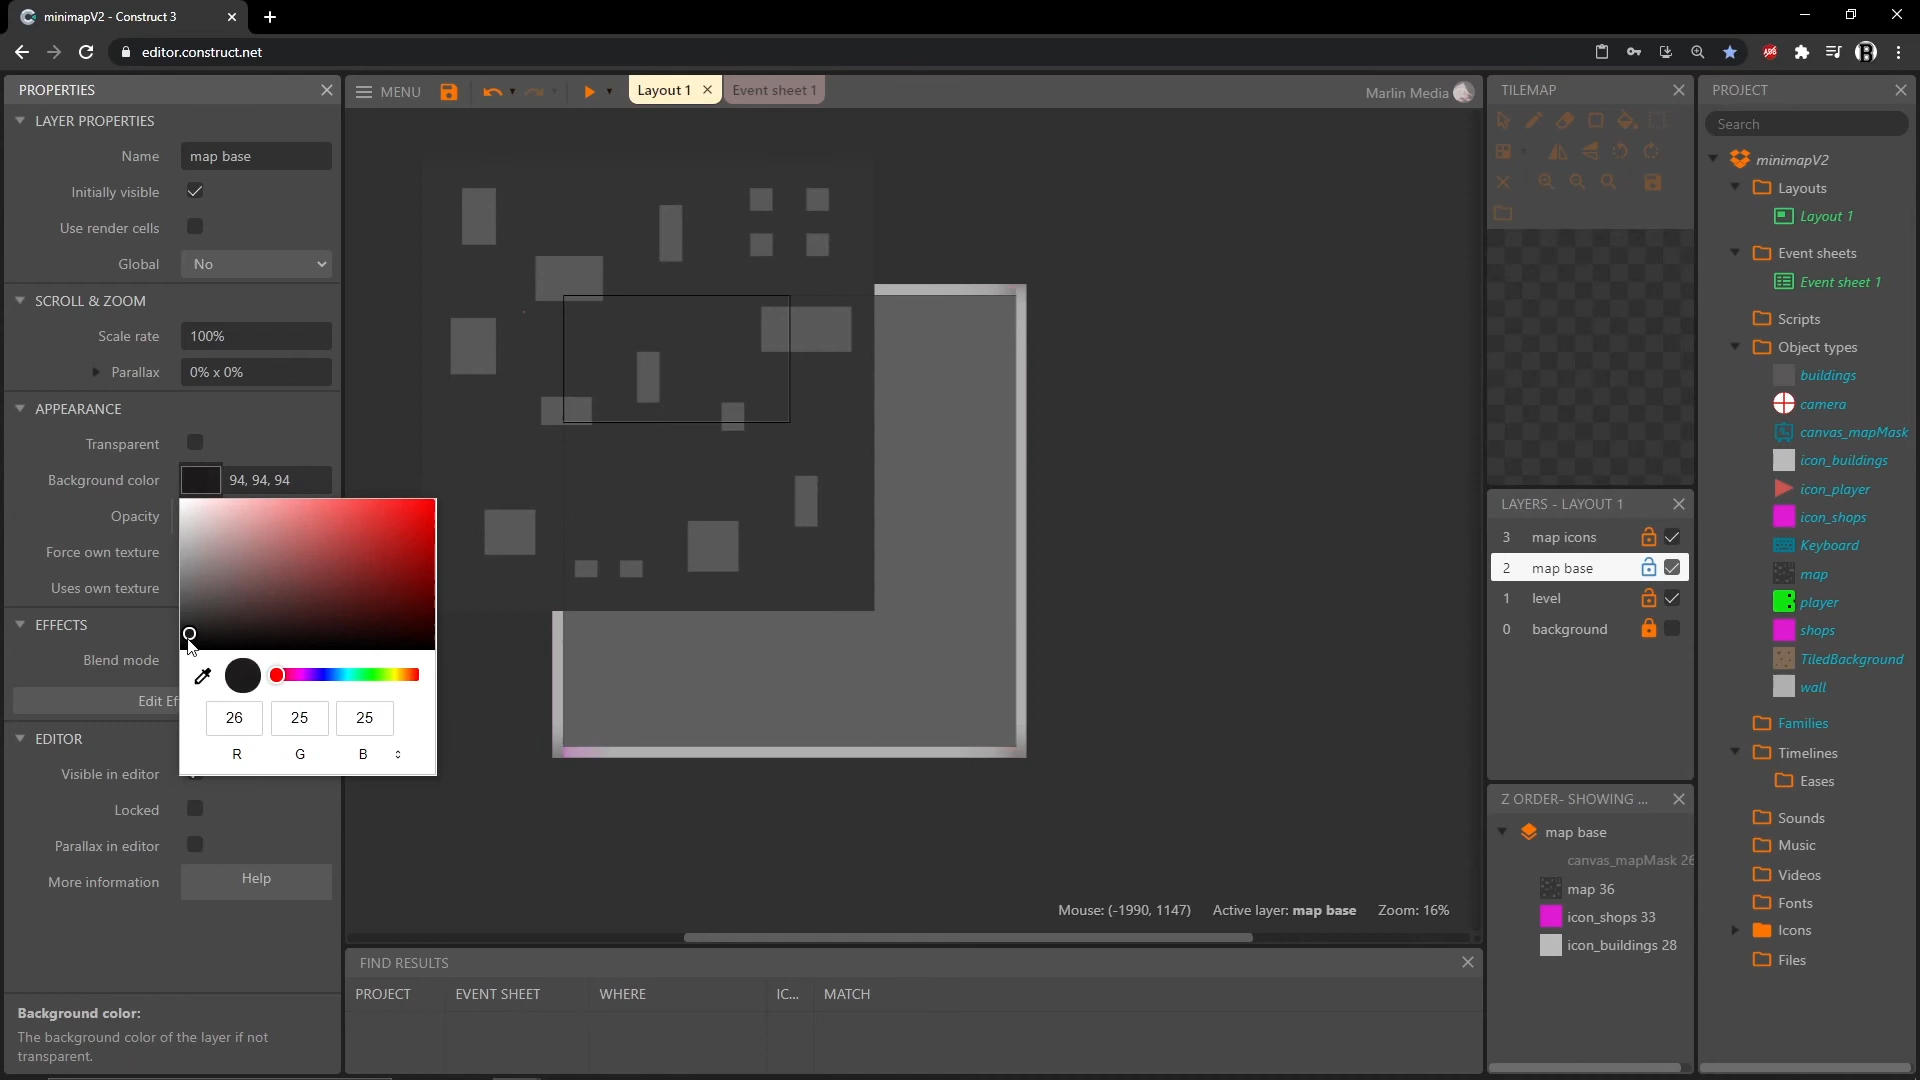 minimapV2 - Construct 3
editor.construct.net
PROPERTIES
LAYER PROPERTIES
Name map base
Initially visible
Use render cells
Global No
SCROLL & ZOOM
Scale rate 100%
Parallax 0% x 0%
APPEARANCE
Transparent
Background color 94, 94, 94
Opacity
Force own texture
Uses own texture
EFFECTS
Blend mode
Edit Ef
26 25 25
R G B
EDITOR
Visible in editor
Locked
Parallax in editor
More information Help
Background color:
The background color of the layer if not
transparent.
MENU
Layout 1
Event sheet 1
Marlin Media
Mouse: (-1990, 1147) Active layer: map base Zoom: 16%
FIND RESULTS
PROJECT EVENT SHEET WHERE IC... MATCH
TILEMAP
LAYERS - LAYOUT 1
3 map icons
2 map base
1 level
0 background
Z ORDER- SHOWING ...
map base
canvas_mapMask 26
map 36
icon_shops 33
icon_buildings 28
PROJECT
Search
minimapV2
Layouts
Layout 1
Event sheets
Event sheet 1
Scripts
Object types
buildings
camera
canvas_mapMask
icon_buildings
icon_player
icon_shops
Keyboard
map
player
shops
TiledBackground
wall
Families
Timelines
Eases
Sounds
Music
Videos
Fonts
Icons
Files